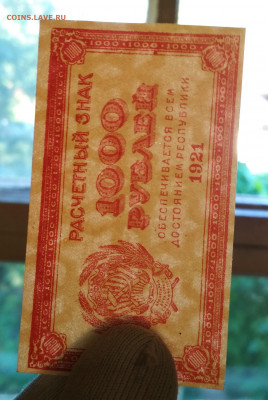 COINS.LAVE.RU
РАСЧЕТНЫЙ ЗНАК
1000
РУБЛЕЙ
ОБЕСПЕЧИВАЕТСЯ ВСЕМ
ДОСТОЯНИЕМ РЕСПУБЛИКИ
1921